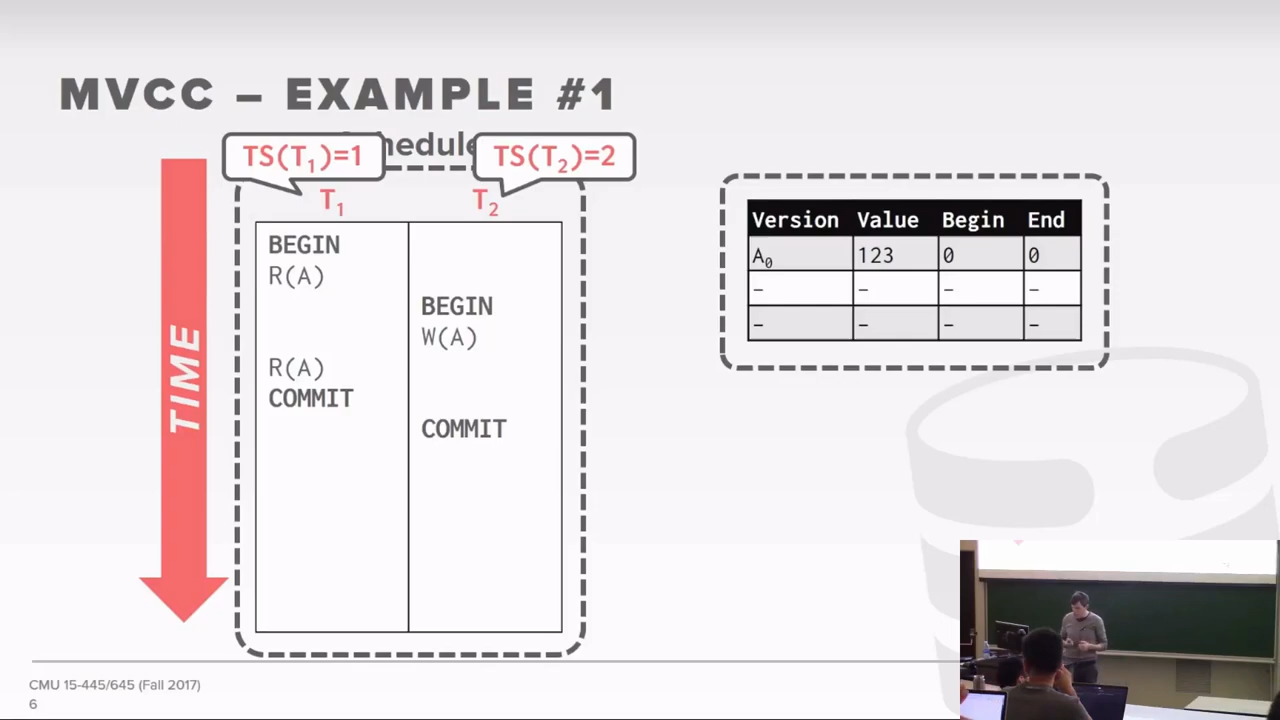 MVCC – EXAMPLE #1
hedule
TS(T₁)=1
TS(T₂)=2
T₁ T₂
BEGIN
R(A)
BEGIN
W(A)
R(A)
COMMIT
COMMIT
TIME
Version Value Begin End
A₀ 123 0 0
– – – –
– – – –
CMU 15-445/645 (Fall 2017)
6